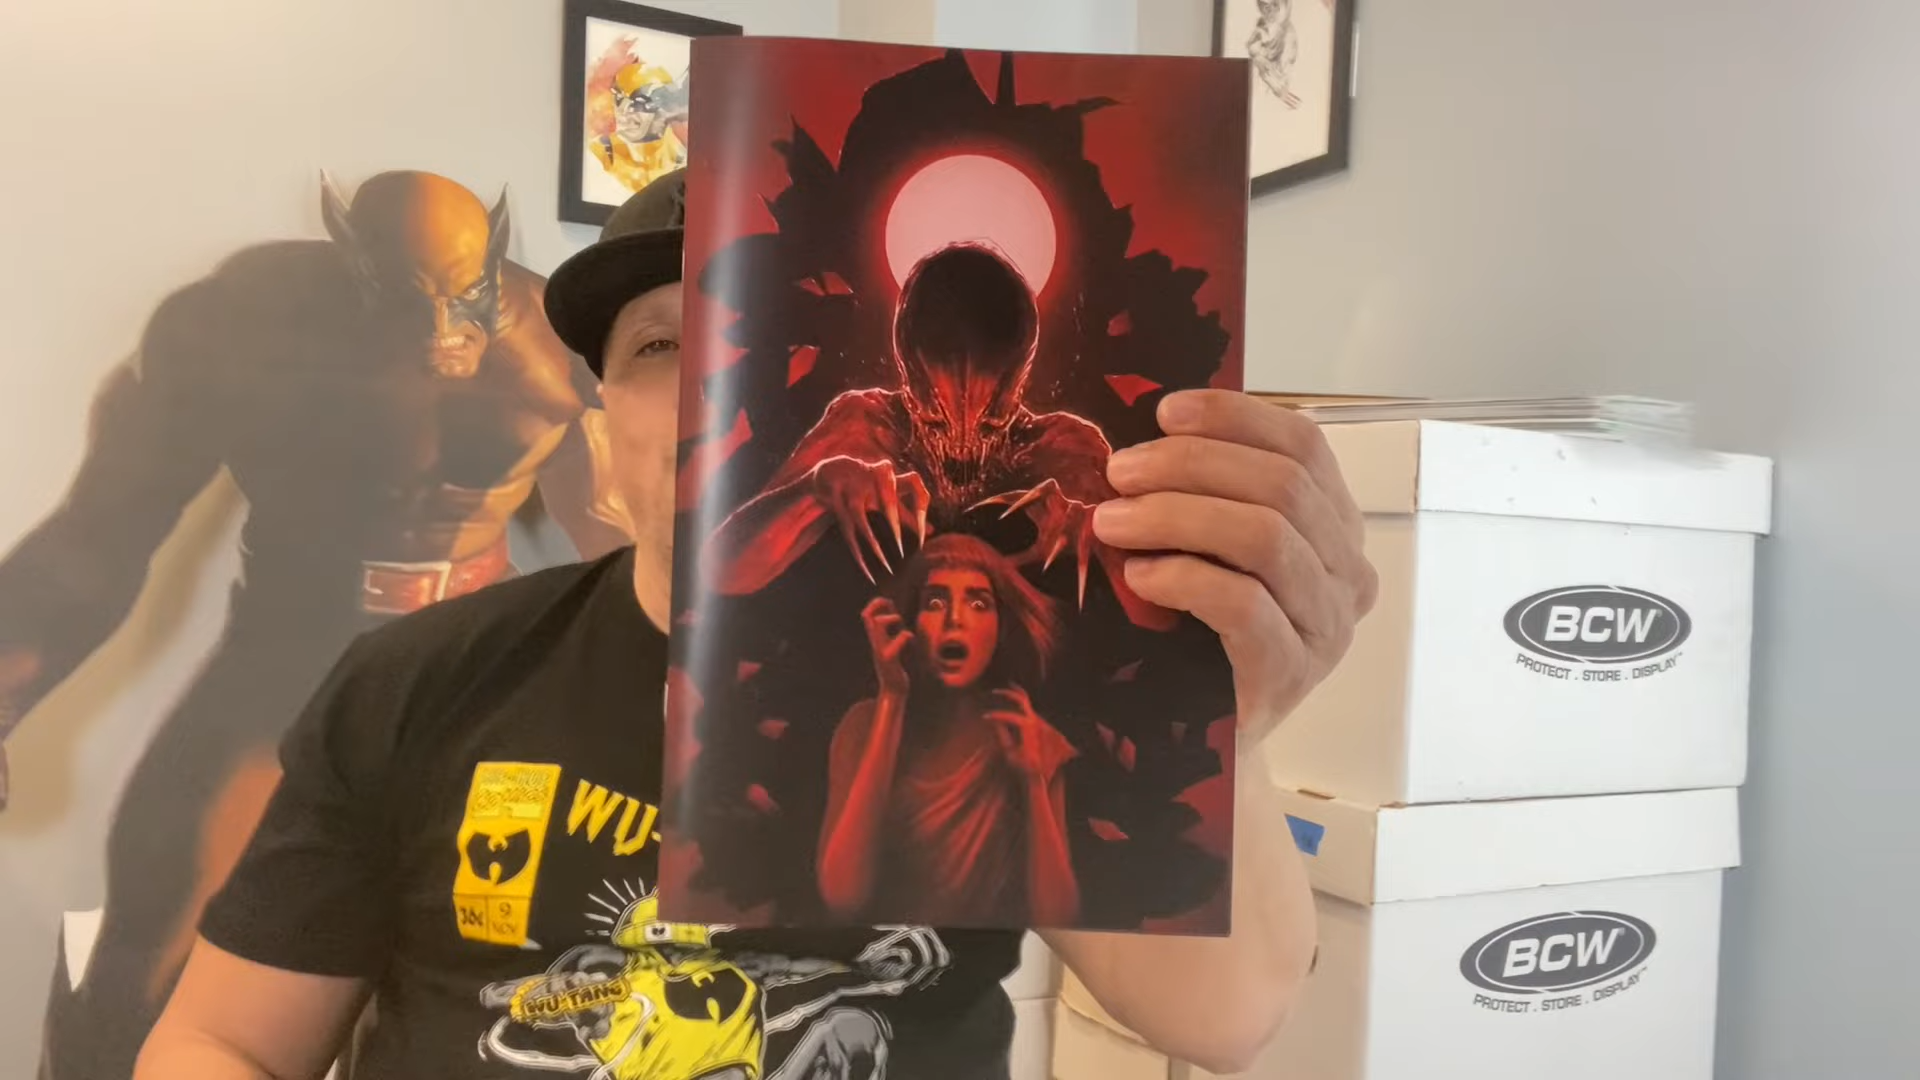 BCW
PROTECT . STORE . DISPLAY
WU-
36¢
9
NOV
WU-TANG
BCW
PROTECT . STORE . DISPLAY